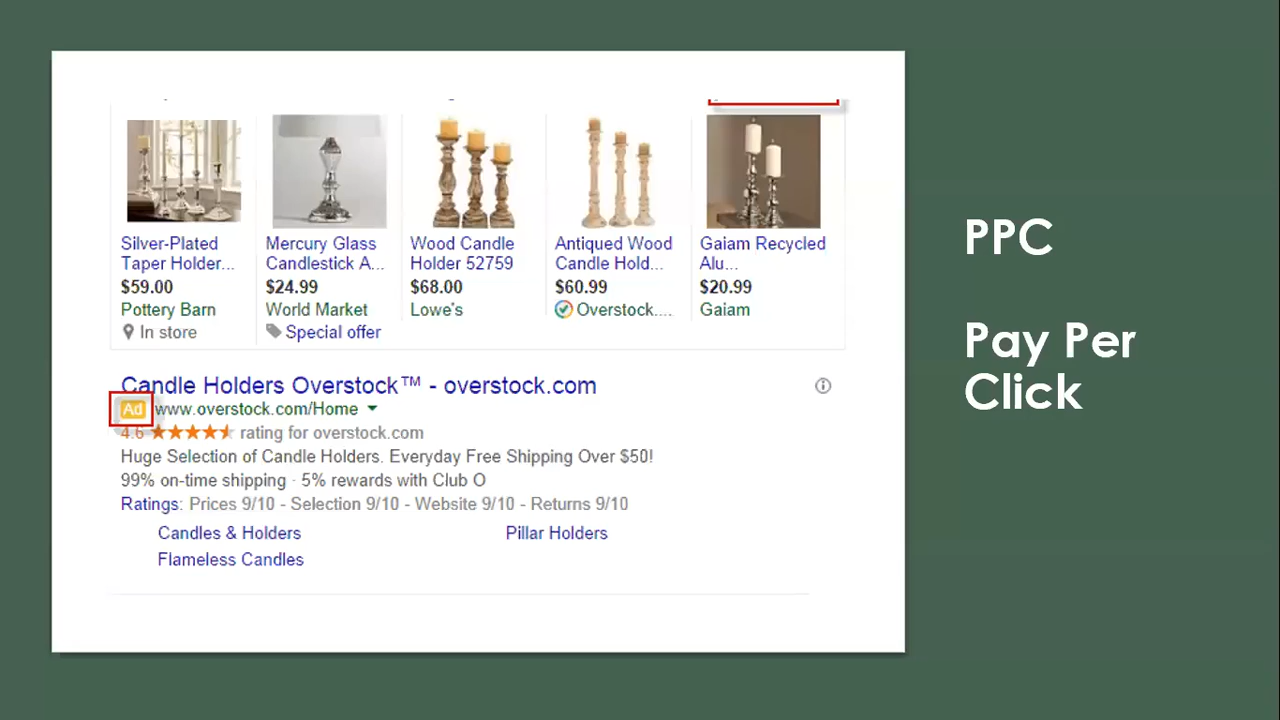 Silver-Plated
Taper Holder...
$59.00
Pottery Barn
In store
Mercury Glass
Candlestick A...
$24.99
World Market
Special offer
Wood Candle
Holder 52759
$68.00
Lowe's
Antiqued Wood
Candle Hold...
$60.99
Overstock....
Gaiam Recycled
Alu...
$20.99
Gaiam
Candle Holders Overstock™ - overstock.com
Ad www.overstock.com/Home
4.6 rating for overstock.com
Huge Selection of Candle Holders. Everyday Free Shipping Over $50!
99% on-time shipping · 5% rewards with Club O
Ratings: Prices 9/10 - Selection 9/10 - Website 9/10 - Returns 9/10
Candles & Holders
Pillar Holders
Flameless Candles
PPC
Pay Per
Click